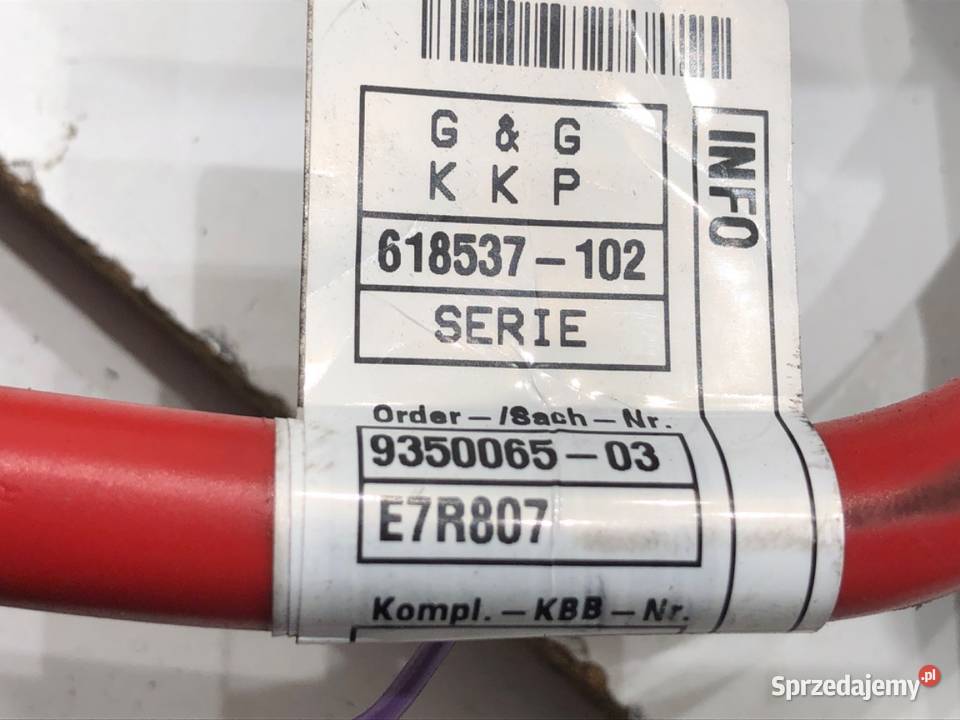 G & G
K K P
618537-102
SERIE
INFO
Order-/Sach-Nr.
9350065-03
E7R807
Kompl.-KBB-Nr.
Sprzedajemy.pl